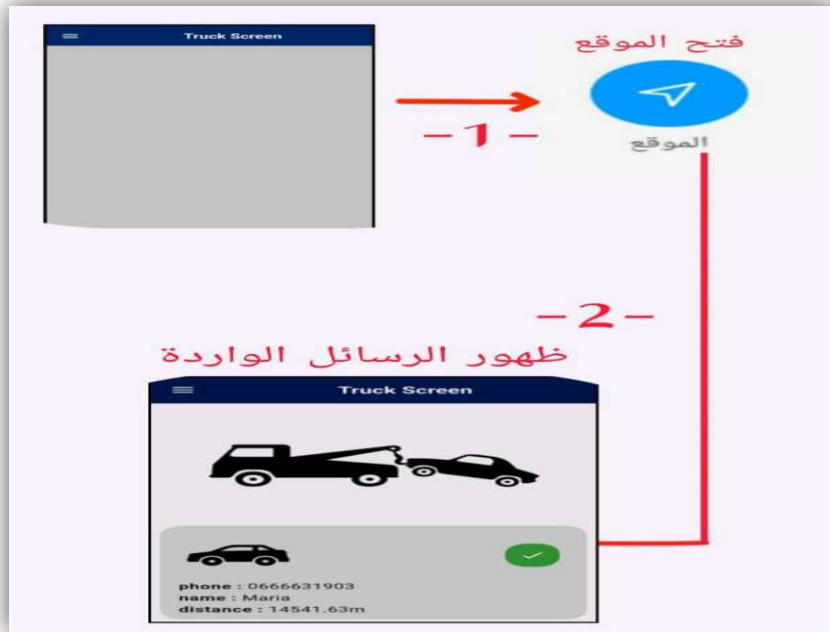 Truck Screen
فتح الموقع
-1-
الموقع
-2-
ظهور الرسائل الواردة
Truck Screen
phone : 0666631903
name : Maria
distance : 14541.63m